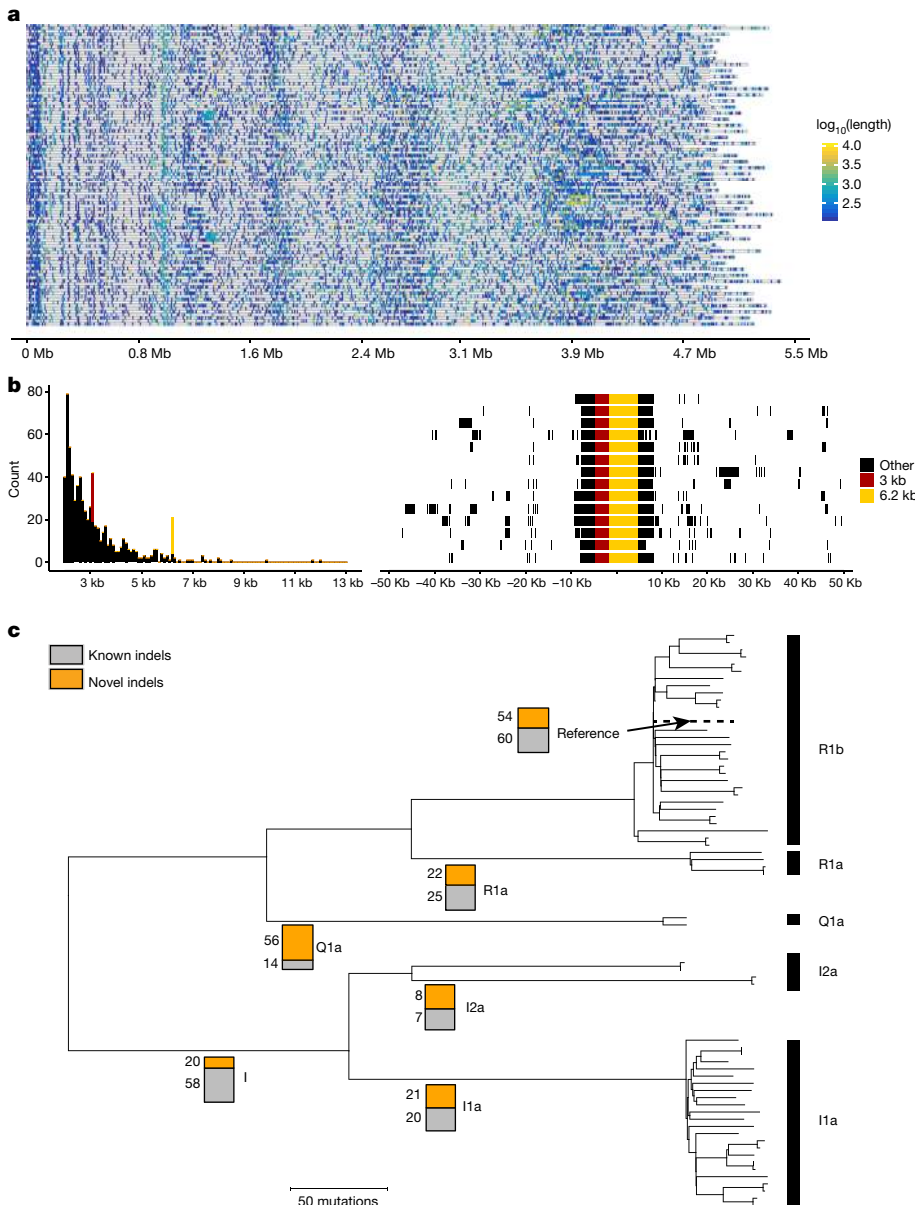 a
log10(length)
4.0
3.5
3.0
2.5
0 Mb 0.8 Mb 1.6 Mb 2.4 Mb 3.1 Mb 3.9 Mb 4.7 Mb 5.5 Mb
b
80
60
40
20
0
Count
3 kb 5 kb 7 kb 9 kb 11 kb 13 kb
−50 Kb −40 Kb −30 Kb −20 Kb −10 Kb 10 Kb 20 Kb 30 Kb 40 Kb 50 Kb
Other
3 kb
6.2 kb
c
Known indels
Novel indels
54
60
Reference
R1b
22
25
R1a
R1a
56
14
Q1a
Q1a
8
7
I2a
I2a
20
58
I
21
20
I1a
I1a
50 mutations